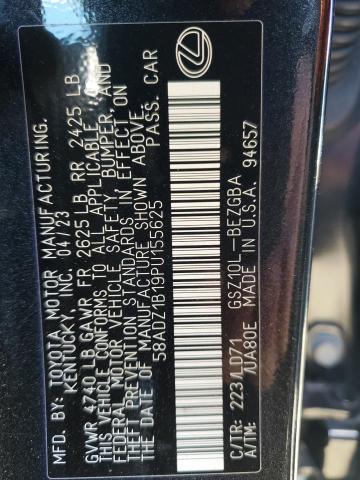 MFD. BY: TOYOTA MOTOR MANUFACTURING.
KENTUCKY, INC. 04/23
GVWR 4740 LB GAWR FR 2625 LB RR 2425 LB
THIS VEHICLE CONFORMS TO ALL APPLICABLE
FEDERAL MOTOR VEHICLE SAFETY, BUMPER, AND
THEFT PREVENTION STANDARDS IN EFFECT ON
THE DATE OF MANUFACTURE SHOWN ABOVE.
58ADZ1B19PU155625 PASS. CAR
C/TR: 223/LD71 GSZ10L-BEZGBA
A/TM: /UA80E MADE IN U.S.A. 94657